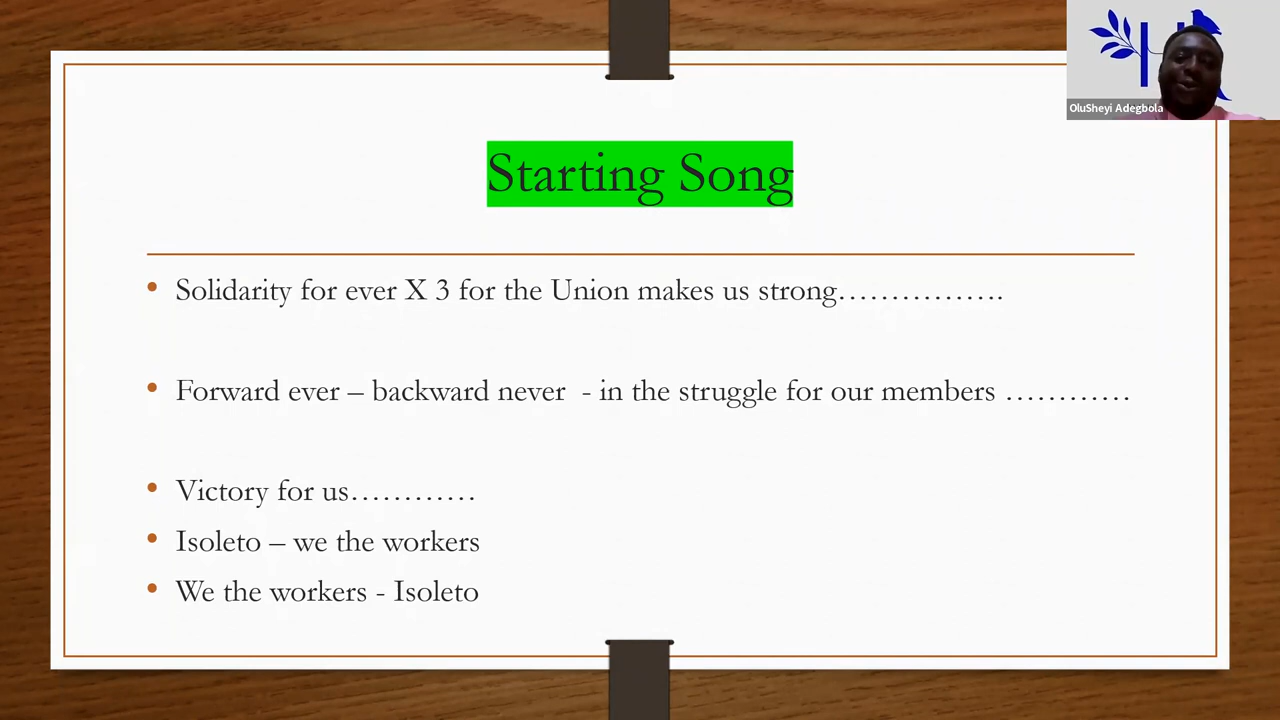 OluSheyi Adegbola
Starting Song
Solidarity for ever X 3 for the Union makes us strong…………….
Forward ever – backward never  - in the struggle for our members …………
Victory for us…………
Isoleto – we the workers
We the workers - Isoleto